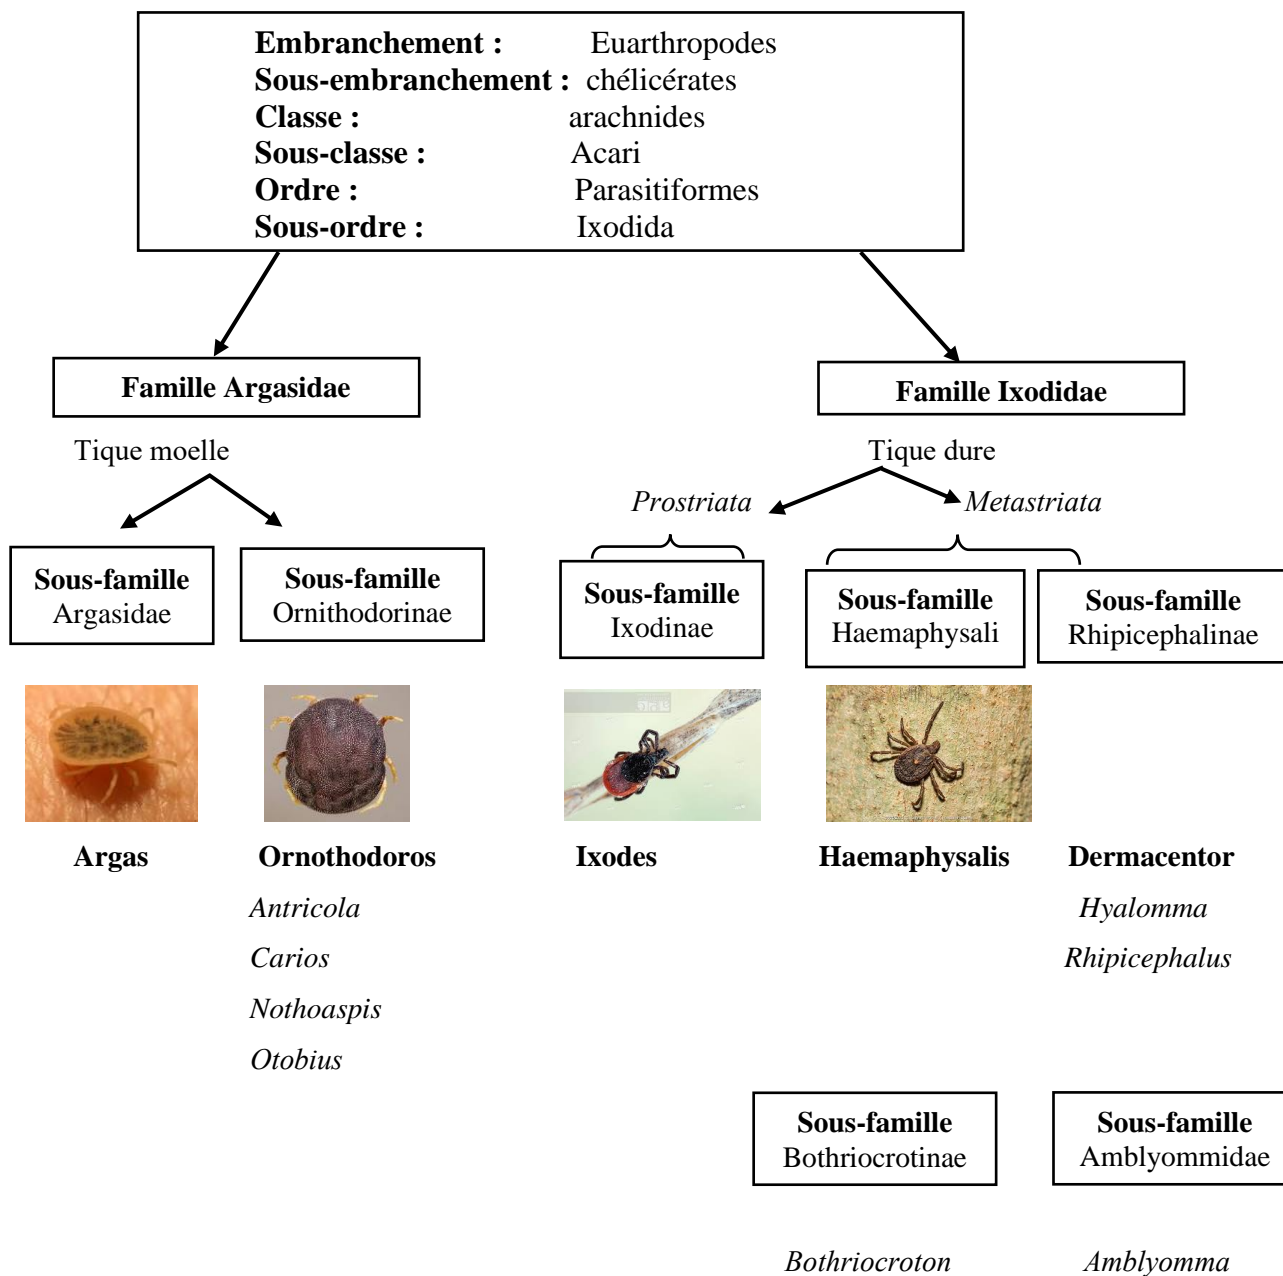 Embranchement : Euarthropodes
Sous-embranchement : chélicérates
Classe : arachnides
Sous-classe : Acari
Ordre : Parasitiformes
Sous-ordre : Ixodida
Famille Argasidae
Famille Ixodidae
Tique moelle
Tique dure
Prostriata
Metastriata
Sous-famille
Argasidae
Sous-famille
Ornithodorinae
Sous-famille
Ixodinae
Sous-famille
Haemaphysali
Sous-famille
Rhipicephalinae
Argas
Ornothodoros
Ixodes
Haemaphysalis
Dermacentor
Antricola
Hyalomma
Carios
Rhipicephalus
Nothoaspis
Otobius
Sous-famille
Bothriocrotinae
Sous-famille
Amblyommidae
Bothriocroton
Amblyomma